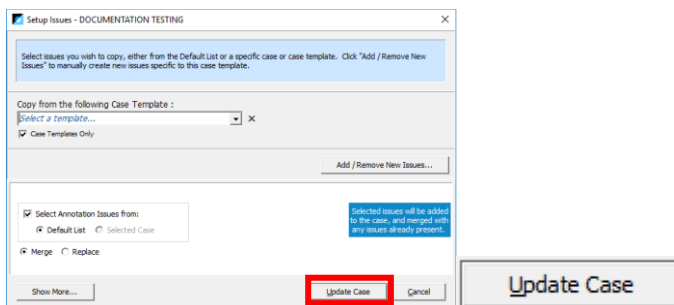 Setup Issues - DOCUMENTATION TESTING
Select issues you wish to copy, either from the Default List or a specific case or case template. Click "Add / Remove New
Issues" to manually create new issues specific to this case template.
Copy from the following Case Template :
Select a template...
Case Templates Only
Add / Remove New Issues...
Select Annotation Issues from:
Default List Selected Case
Selected issues will be added
to the case, and merged with
any issues already present.
Merge Replace
Show More... Update Case Cancel
Update Case